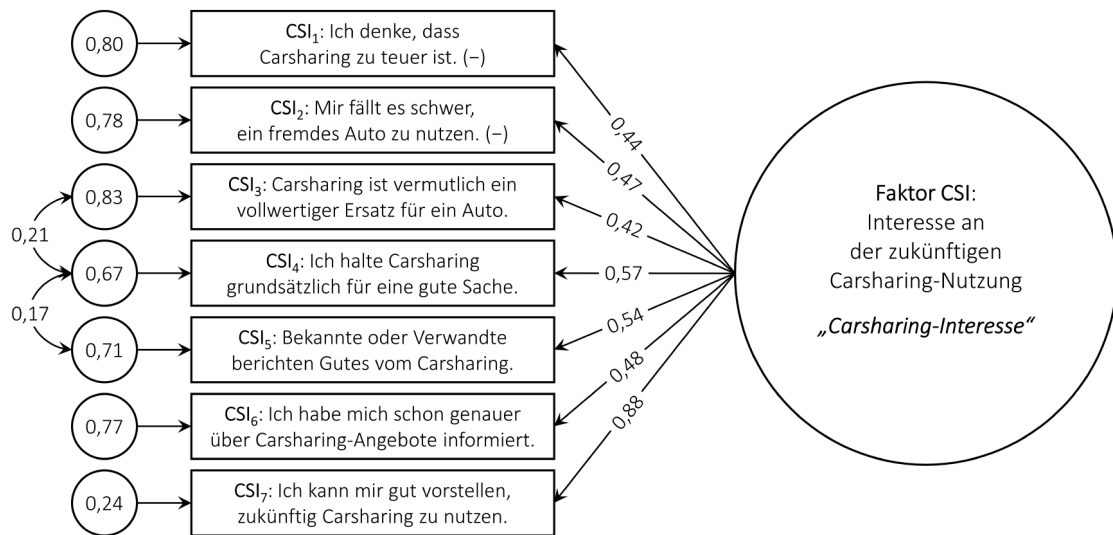 0,80
CSI₁: Ich denke, dass
Carsharing zu teuer ist. (−)
0,44
0,78
CSI₂: Mir fällt es schwer,
ein fremdes Auto zu nutzen. (−)
0,47
0,83
CSI₃: Carsharing ist vermutlich ein
vollwertiger Ersatz für ein Auto.
0,42
0,21
0,67
CSI₄: Ich halte Carsharing
grundsätzlich für eine gute Sache.
0,57
0,17
0,71
CSI₅: Bekannte oder Verwandte
berichten Gutes vom Carsharing.
0,54
0,77
CSI₆: Ich habe mich schon genauer
über Carsharing-Angebote informiert.
0,48
0,24
CSI₇: Ich kann mir gut vorstellen,
zukünftig Carsharing zu nutzen.
0,88
Faktor CSI:
Interesse an
der zukünftigen
Carsharing-Nutzung
„Carsharing-Interesse“